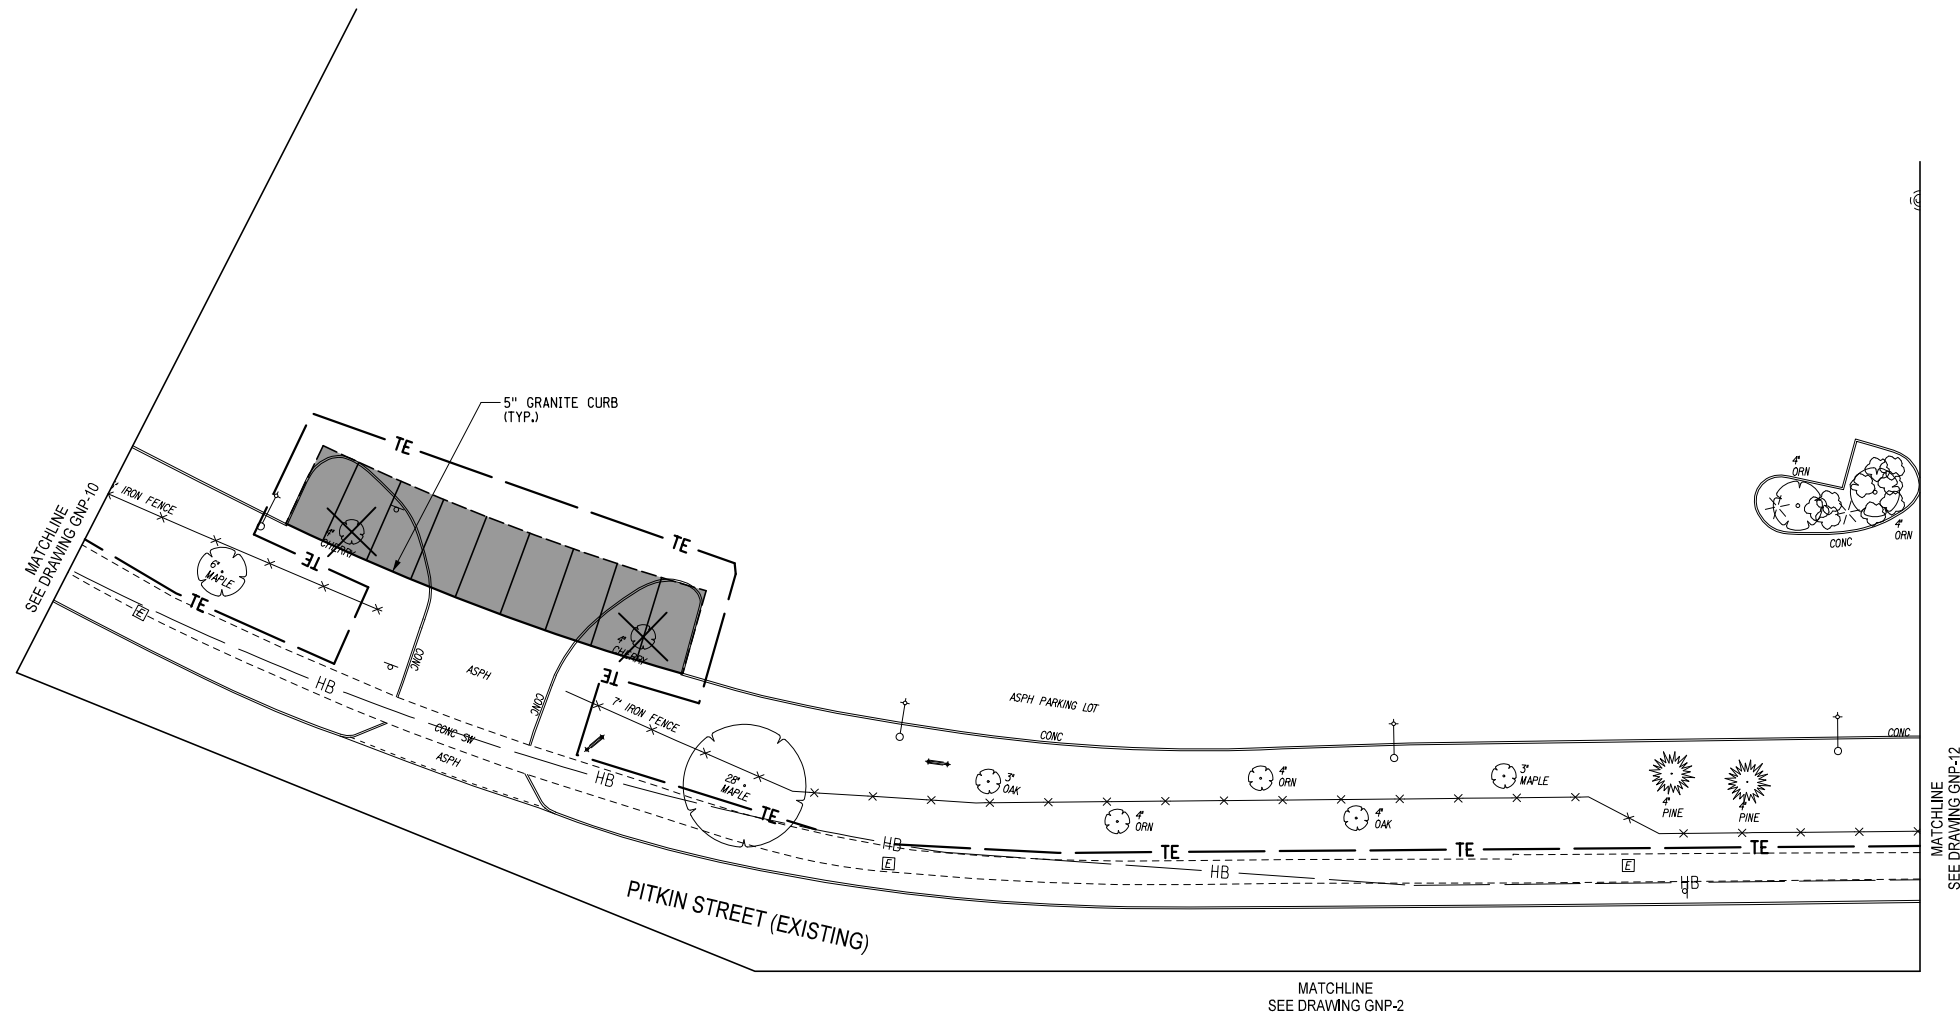 5" GRANITE CURB
(TYP.)
TE
TE
MATCHLINE
SEE DRAWING GNP-10
IRON FENCE
CHERRY
TE
6"
MAPLE
TE
E
HB
CONC
ASPH
CONC
4"
CHERRY
TE
7' IRON FENCE
CONC SW
ASPH
HB
28"
MAPLE
TE
ASPH PARKING LOT
CONC
3"
OAK
4"
ORN
4"
ORN
4"
OAK
3"
MAPLE
4"
PINE
4"
PINE
CONC
4"
ORN
4"
ORN
CONC
HB
E
TE
HB
TE
E
HB
TE
PITKIN STREET (EXISTING)
MATCHLINE
SEE DRAWING GNP-12
MATCHLINE
SEE DRAWING GNP-2